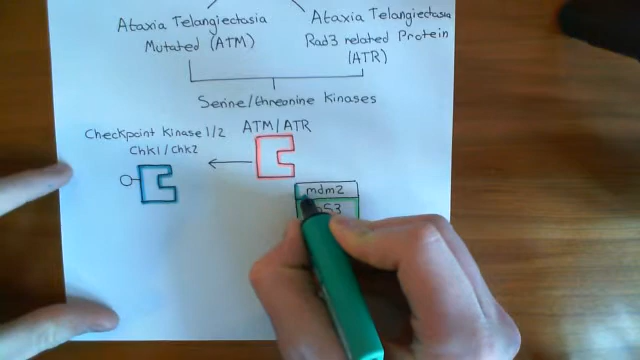 Ataxia Telangiectasia
Mutated (ATM)
Ataxia Telangiectasia
Rad3 related Protein
(ATR)
Serine/threonine Kinases
Checkpoint Kinase 1/2
Chk1/Chk2
ATM/ATR
mdm2